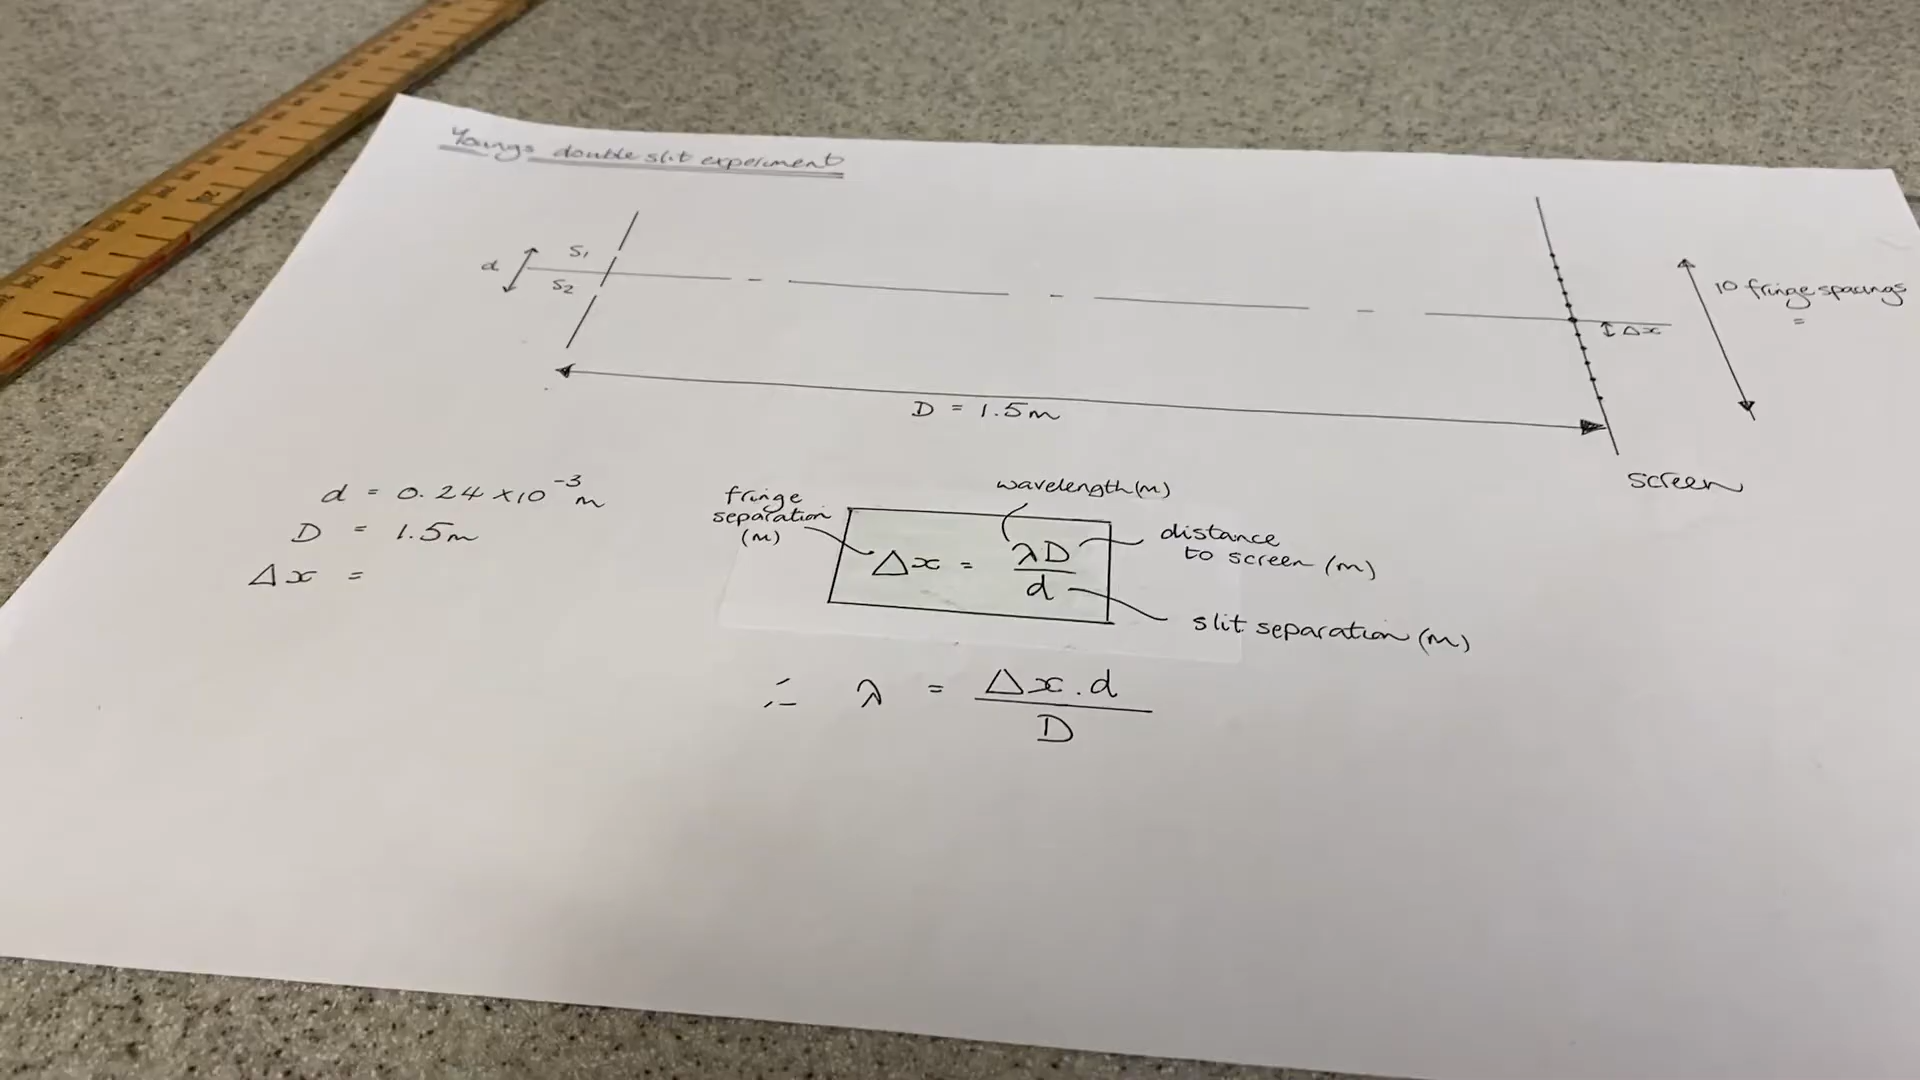 Youngs double slit experiment
d
S1
S2
10 fringe spacings
=
Δx
D = 1.5m
screen
d = 0.24 x10⁻³ m
D = 1.5m
Δx =
fringe
separation
(m)
wavelength (m)
distance
to screen (m)
Δx = λD
d
slit separation (m)
∴ λ = Δx.d
D